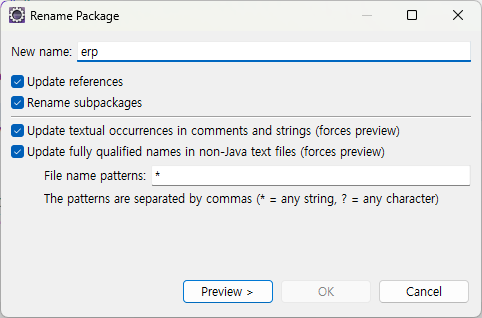 Rename Package
New name: erp
Update references
Rename subpackages
Update textual occurrences in comments and strings (forces preview)
Update fully qualified names in non-Java text files (forces preview)
File name patterns: *
The patterns are separated by commas (* = any string, ? = any character)
Preview > OK Cancel